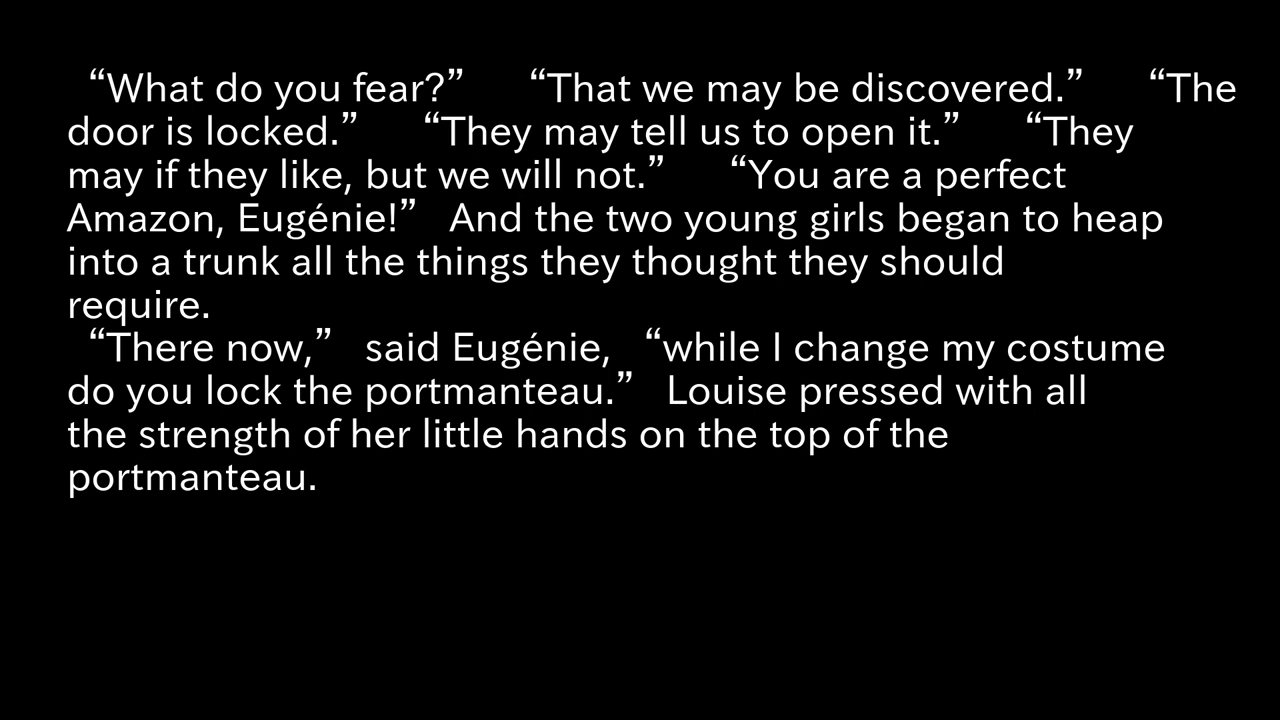 “What do you fear?” “That we may be discovered.” “The
door is locked.” “They may tell us to open it.” “They
may if they like, but we will not.” “You are a perfect
Amazon, Eugénie!” And the two young girls began to heap
into a trunk all the things they thought they should
require.
“There now,” said Eugénie, “while I change my costume
do you lock the portmanteau.” Louise pressed with all
the strength of her little hands on the top of the
portmanteau.